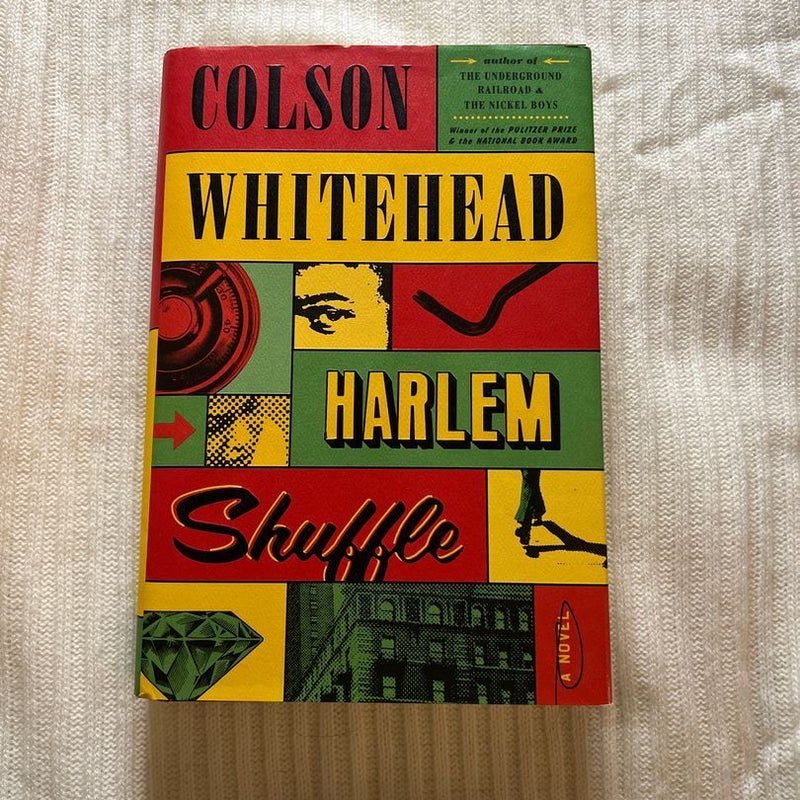 COLSON
author of
THE UNDERGROUND
RAILROAD &
THE NICKEL BOYS
Winner of the PULITZER PRIZE
& the NATIONAL BOOK AWARD
WHITEHEAD
HARLEM
Shuffle
A NOVEL